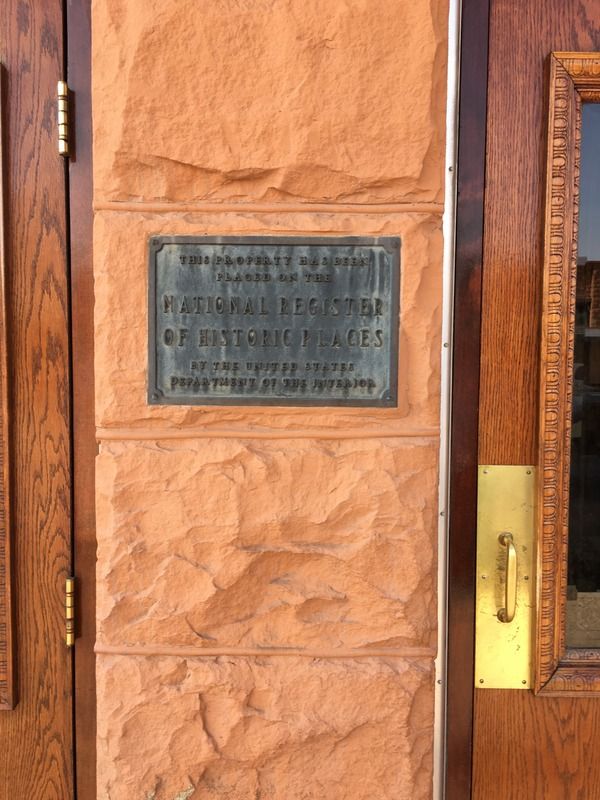 THIS PROPERTY HAS BEEN
PLACED ON THE
NATIONAL REGISTER
OF HISTORIC PLACES
BY THE UNITED STATES
DEPARTMENT OF THE INTERIOR